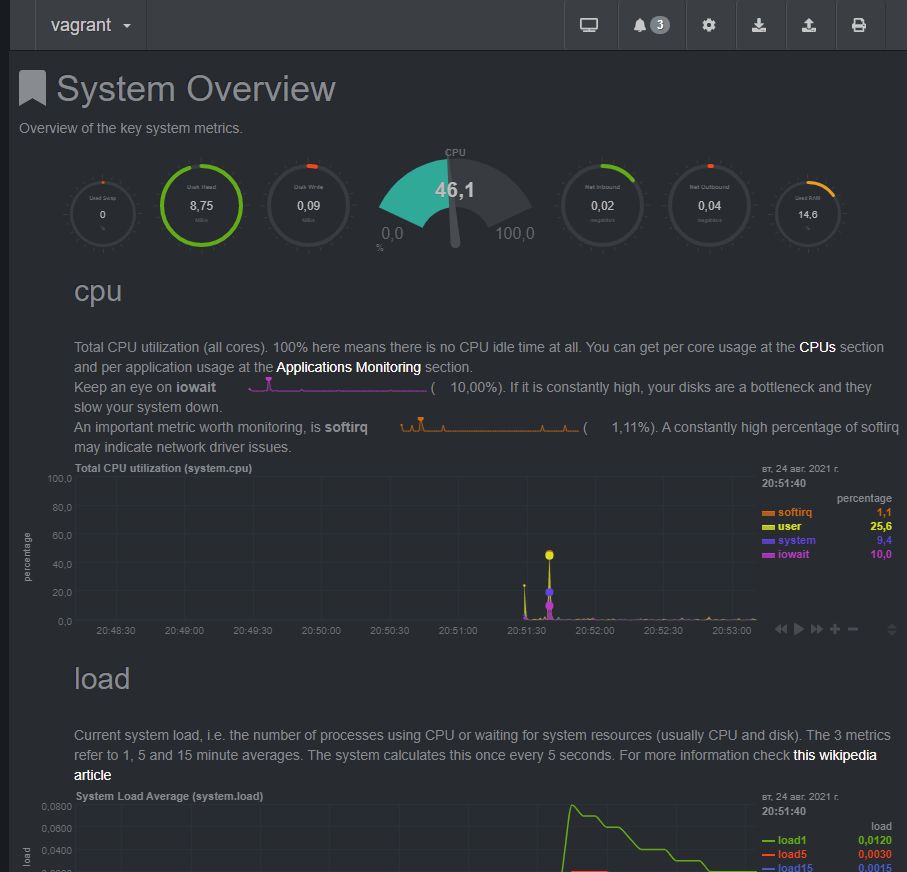 vagrant
3
System Overview
Overview of the key system metrics.
CPU
Used Swap
0
%
Disk Read
8,75
MiB/s
Disk Write
0,09
MiB/s
46,1
0,0
100,0
%
Net Inbound
0,02
megabits/s
Net Outbound
0,04
megabits/s
Used RAM
14,6
%
cpu
Total CPU utilization (all cores). 100% here means there is no CPU idle time at all. You can get per core usage at the CPUs section
and per application usage at the Applications Monitoring section.
Keep an eye on iowait ( 10,00%). If it is constantly high, your disks are a bottleneck and they
slow your system down.
An important metric worth monitoring, is softirq ( 1,11%). A constantly high percentage of softirq
may indicate network driver issues.
Total CPU utilization (system.cpu)
вт, 24 авг. 2021 г.
20:51:40
percentage
softirq 1,1
user 25,6
system 9,4
iowait 10,0
percentage
100,0
80,0
60,0
40,0
20,0
0,0
20:48:30 20:49:00 20:49:30 20:50:00 20:50:30 20:51:00 20:51:30 20:52:00 20:52:30 20:53:00
load
Current system load, i.e. the number of processes using CPU or waiting for system resources (usually CPU and disk). The 3 metrics
refer to 1, 5 and 15 minute averages. The system calculates this once every 5 seconds. For more information check this wikipedia
article
System Load Average (system.load)
вт, 24 авг. 2021 г.
20:51:40
load
load1 0,0120
load5 0,0030
load15 0,0015
load
0,0800
0,0600
0,0400